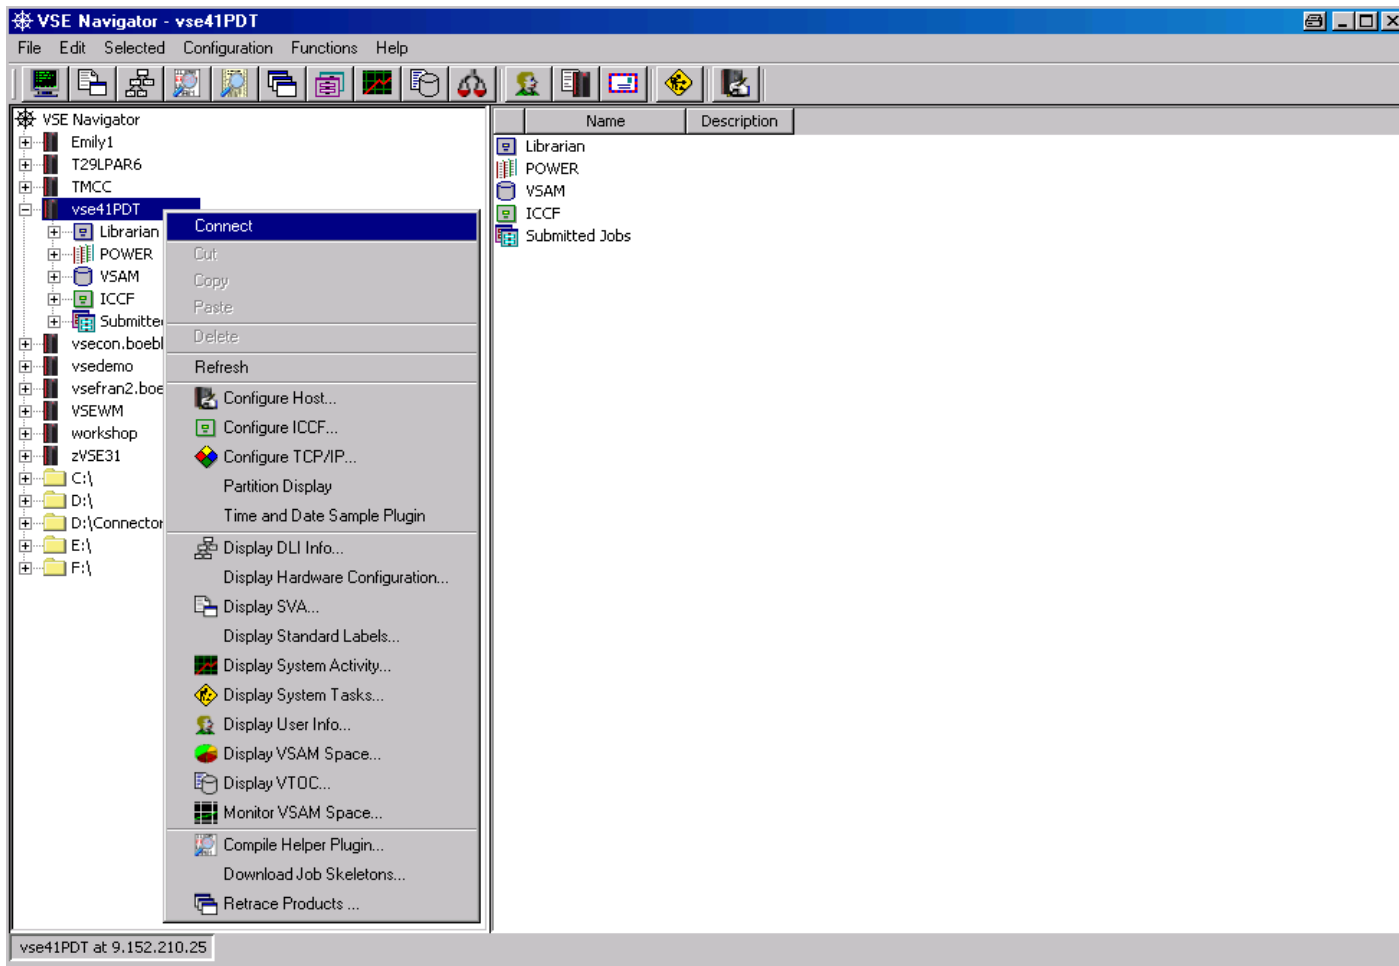 VSE Navigator - vse41PDT
File Edit Selected Configuration Functions Help
VSE Navigator
Emily1
T29LPAR6
TMCC
vse41PDT
Librarian
POWER
VSAM
ICCF
Submitte
vsecon.boebl
vsedemo
vsefran2.boe
VSEWM
workshop
zVSE31
C:\
D:\
D:\Connector
E:\
F:\
Connect
Cut
Copy
Paste
Delete
Refresh
Configure Host...
Configure ICCF...
Configure TCP/IP...
Partition Display
Time and Date Sample Plugin
Display DLI Info...
Display Hardware Configuration...
Display SVA...
Display Standard Labels...
Display System Activity...
Display System Tasks...
Display User Info...
Display VSAM Space...
Display VTOC...
Monitor VSAM Space...
Compile Helper Plugin...
Download Job Skeletons...
Retrace Products ...
Name Description
Librarian
POWER
VSAM
ICCF
Submitted Jobs
vse41PDT at 9.152.210.25